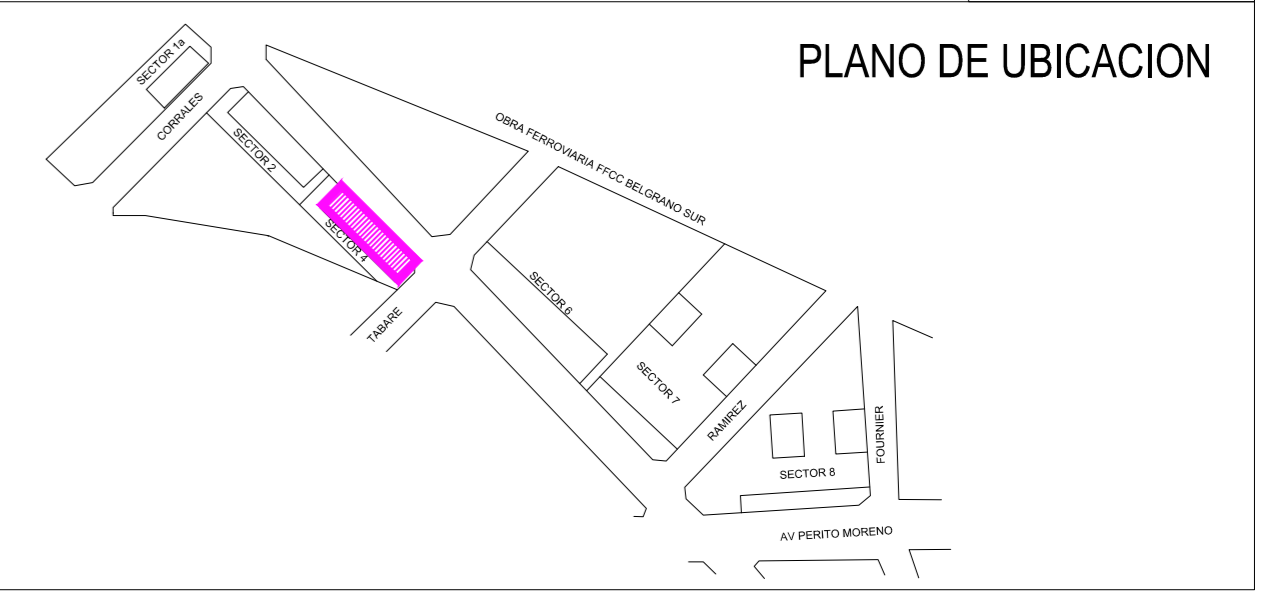 PLANO DE UBICACION
SECTOR 1a
CORRALES
SECTOR 2
OBRA FERROVIARIA FFCC BELGRANO SUR
SECTOR 4
TABARE
SECTOR 6
SECTOR 7
RAMIREZ
FOURNIER
SECTOR 8
AV PERITO MORENO